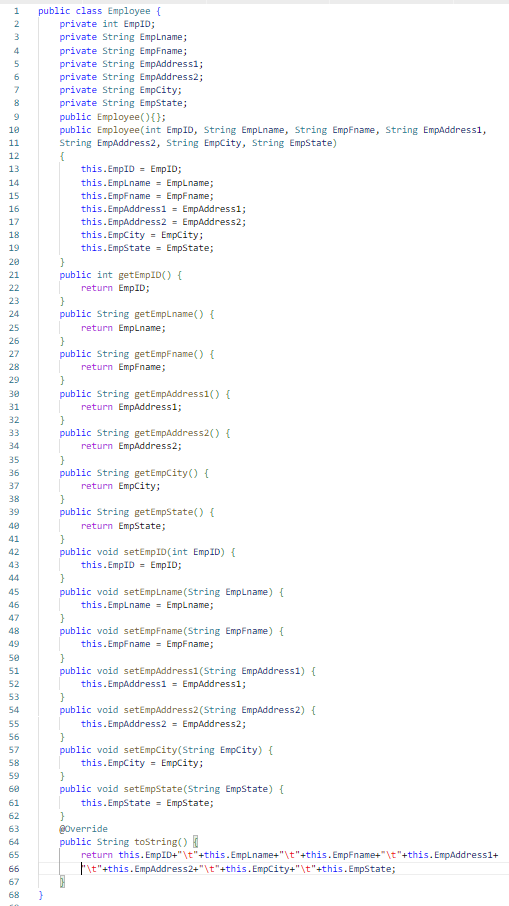 1 public class Employee {
2 private int EmpID;
3 private String EmpLname;
4 private String EmpFname;
5 private String EmpAddress1;
6 private String EmpAddress2;
7 private String EmpCity;
8 private String EmpState;
9 public Employee(){};
10 public Employee(int EmpID, String EmpLname, String EmpFname, String EmpAddress1,
11 String EmpAddress2, String EmpCity, String EmpState)
12 {
13 this.EmpID = EmpID;
14 this.EmpLname = EmpLname;
15 this.EmpFname = EmpFname;
16 this.EmpAddress1 = EmpAddress1;
17 this.EmpAddress2 = EmpAddress2;
18 this.EmpCity = EmpCity;
19 this.EmpState = EmpState;
20 }
21 public int getEmpID() {
22 return EmpID;
23 }
24 public String getEmpLname() {
25 return EmpLname;
26 }
27 public String getEmpFname() {
28 return EmpFname;
29 }
30 public String getEmpAddress1() {
31 return EmpAddress1;
32 }
33 public String getEmpAddress2() {
34 return EmpAddress2;
35 }
36 public String getEmpCity() {
37 return EmpCity;
38 }
39 public String getEmpState() {
40 return EmpState;
41 }
42 public void setEmpID(int EmpID) {
43 this.EmpID = EmpID;
44 }
45 public void setEmpLname(String EmpLname) {
46 this.EmpLname = EmpLname;
47 }
48 public void setEmpFname(String EmpFname) {
49 this.EmpFname = EmpFname;
50 }
51 public void setEmpAddress1(String EmpAddress1) {
52 this.EmpAddress1 = EmpAddress1;
53 }
54 public void setEmpAddress2(String EmpAddress2) {
55 this.EmpAddress2 = EmpAddress2;
56 }
57 public void setEmpCity(String EmpCity) {
58 this.EmpCity = EmpCity;
59 }
60 public void setEmpState(String EmpState) {
61 this.EmpState = EmpState;
62 }
63 @Override
64 public String toString() {
65 return this.EmpID+"\t"+this.EmpLname+"\t"+this.EmpFname+"\t"+this.EmpAddress1+
66 "\t"+this.EmpAddress2+"\t"+this.EmpCity+"\t"+this.EmpState;
67 }
68 }